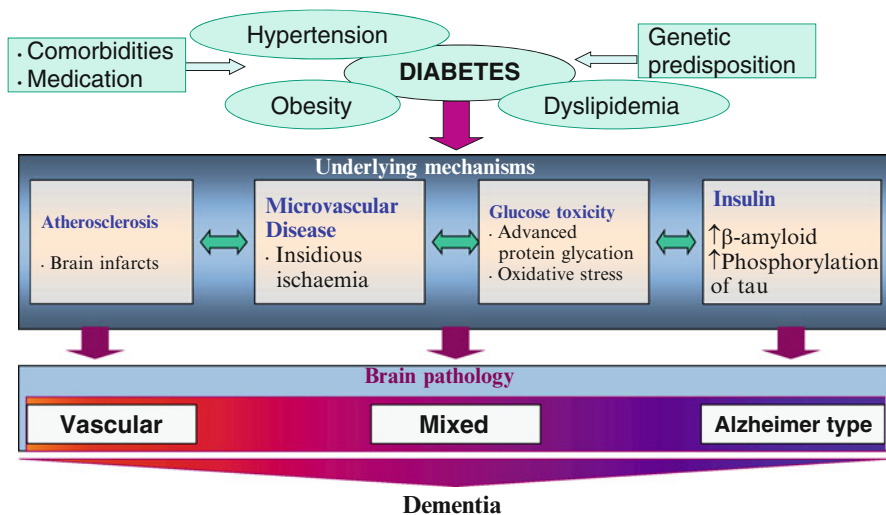 · Comorbidities
· Medication
Hypertension
DIABETES
Genetic
predisposition
Obesity
Dyslipidemia
Underlying mechanisms
Atherosclerosis
· Brain infarcts
Microvascular
Disease
· Insidious
ischaemia
Glucose toxicity
· Advanced
protein glycation
· Oxidative stress
Insulin
↑β-amyloid
↑Phosphorylation
of tau
Brain pathology
Vascular
Mixed
Alzheimer type
Dementia